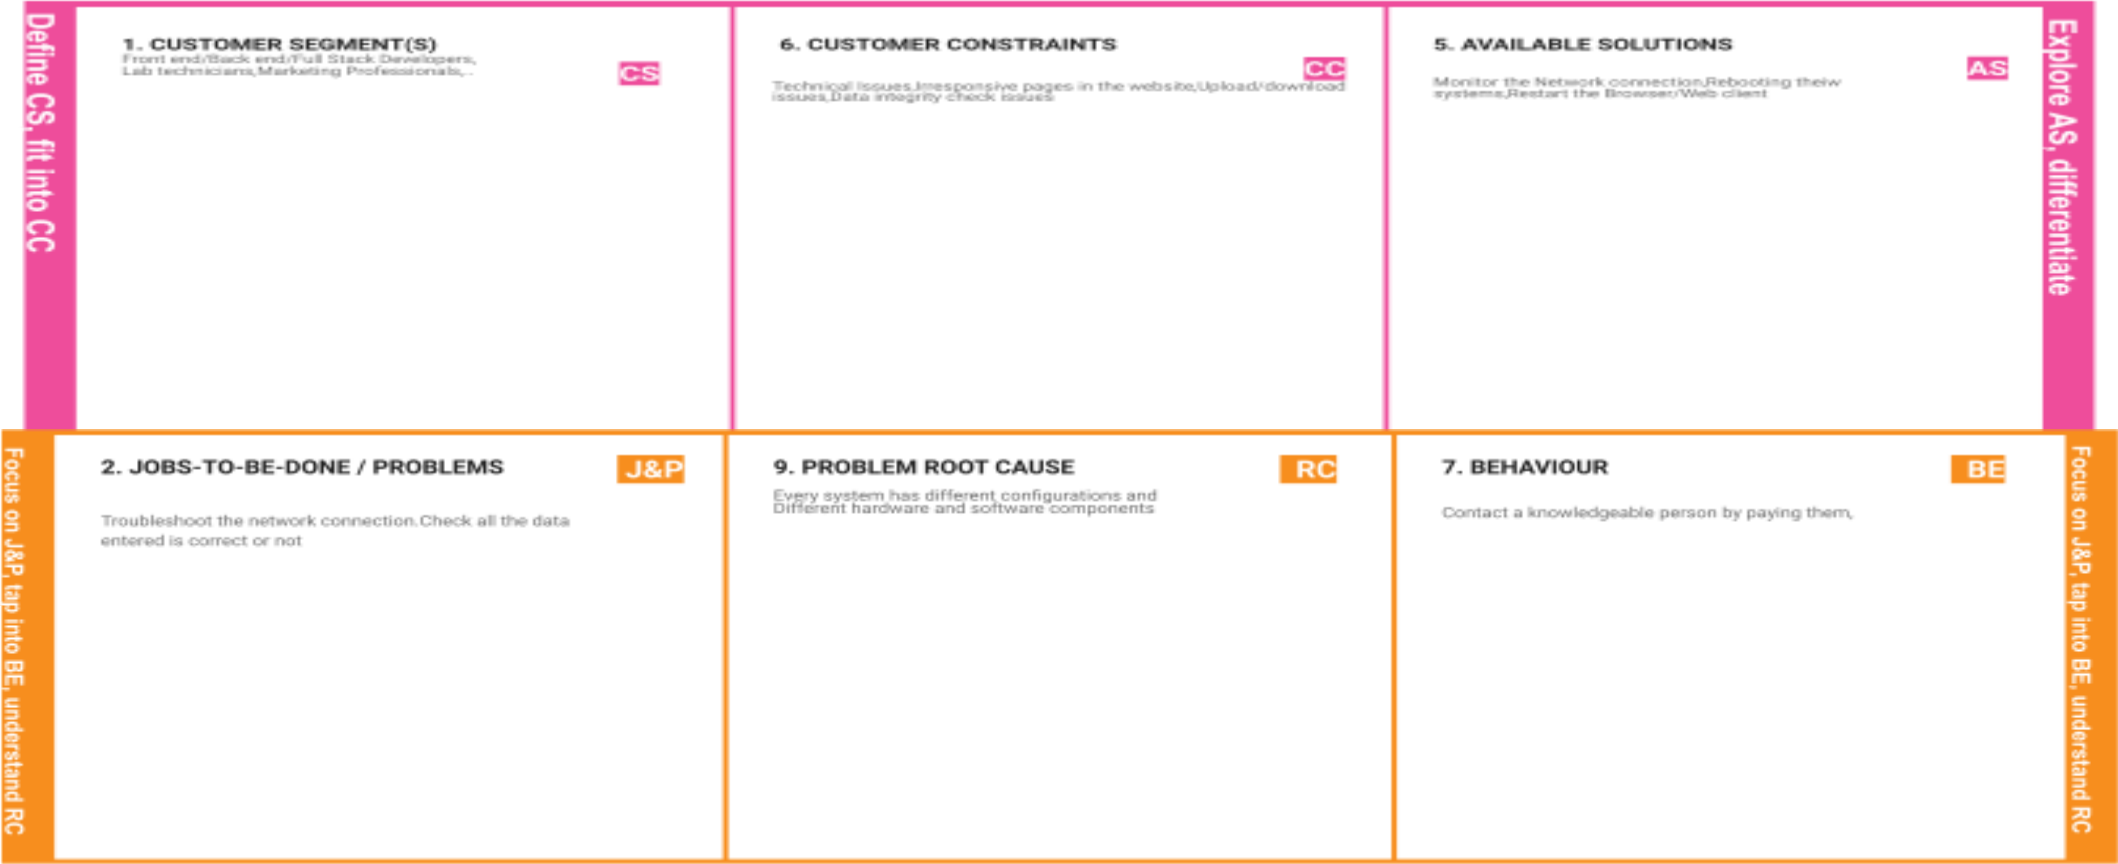 Define CS, fit into CC
1. CUSTOMER SEGMENT(S)
Front end/Back end/Full Stack Developers,
Lab technicians,Marketing Professionals,..
CS
6. CUSTOMER CONSTRAINTS
CC
Technical Issues,Irresponsive pages in the website,Upload/download
issues,Data integrity check issues
5. AVAILABLE SOLUTIONS
AS
Monitor the Network connection,Rebooting theiw
systems,Restart the Browser/Web client
Explore AS, differentiate
Focus on J&P, tap into BE, understand RC
2. JOBS-TO-BE-DONE / PROBLEMS
J&P
Troubleshoot the network connection.Check all the data
entered is correct or not
9. PROBLEM ROOT CAUSE
RC
Every system has different configurations and
Different hardware and software components
7. BEHAVIOUR
BE
Contact a knowledgeable person by paying them,
Focus on J&P, tap into BE, understand RC